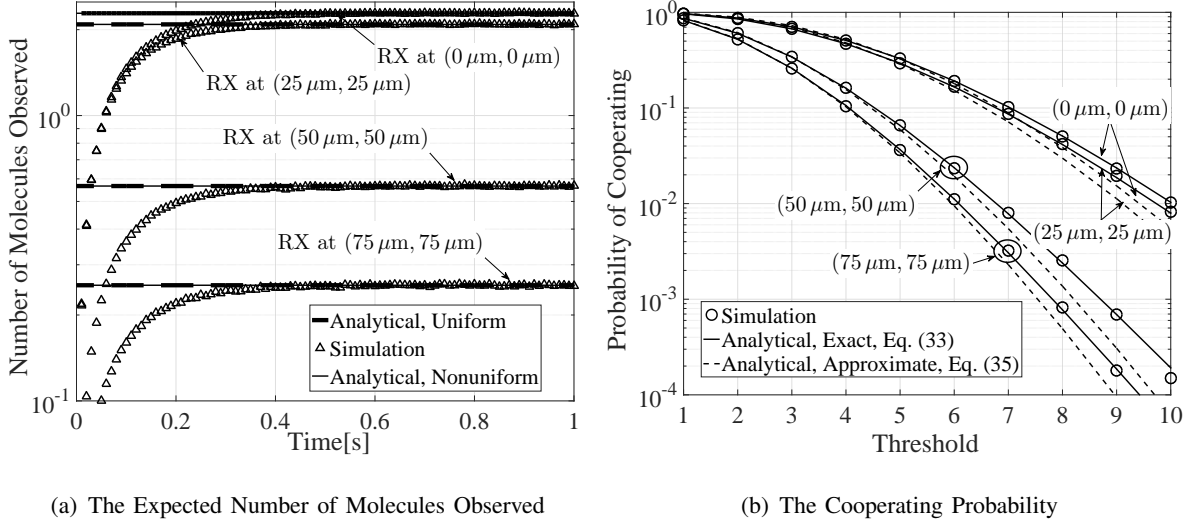 Number of Molecules Observed
10^0
10^-1
RX at (0 μm, 0 μm)
RX at (25 μm, 25 μm)
RX at (50 μm, 50 μm)
RX at (75 μm, 75 μm)
Analytical, Uniform
Simulation
Analytical, Nonuniform
0 0.2 0.4 0.6 0.8 1
Time[s]
(a) The Expected Number of Molecules Observed
Probability of Cooperating
10^0
10^-1
10^-2
10^-3
10^-4
(0 μm, 0 μm)
(50 μm, 50 μm)
(25 μm, 25 μm)
(75 μm, 75 μm)
Simulation
Analytical, Exact, Eq. (33)
Analytical, Approximate, Eq. (35)
1 2 3 4 5 6 7 8 9 10
Threshold
(b) The Cooperating Probability